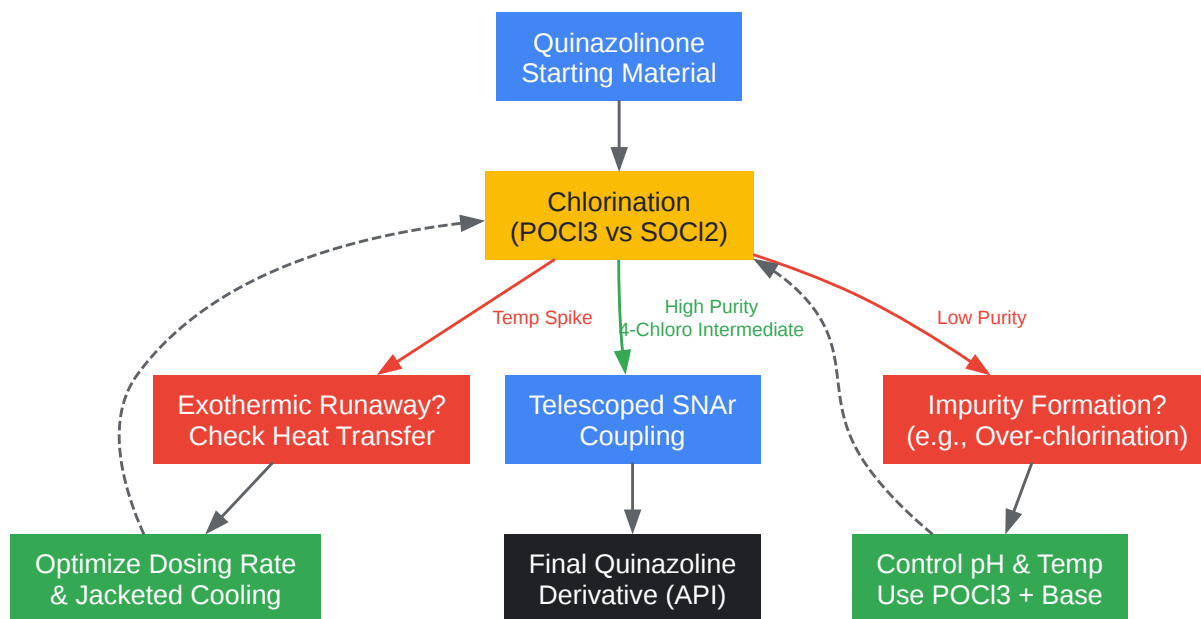 Quinazolinone
Starting Material
Chlorination
(POCl3 vs SOCl2)
Temp Spike
High Purity
4-Chloro Intermediate
Low Purity
Exothermic Runaway?
Check Heat Transfer
Telescoped SNAr
Coupling
Impurity Formation?
(e.g., Over-chlorination)
Optimize Dosing Rate
& Jacketed Cooling
Final Quinazoline
Derivative (API)
Control pH & Temp
Use POCl3 + Base